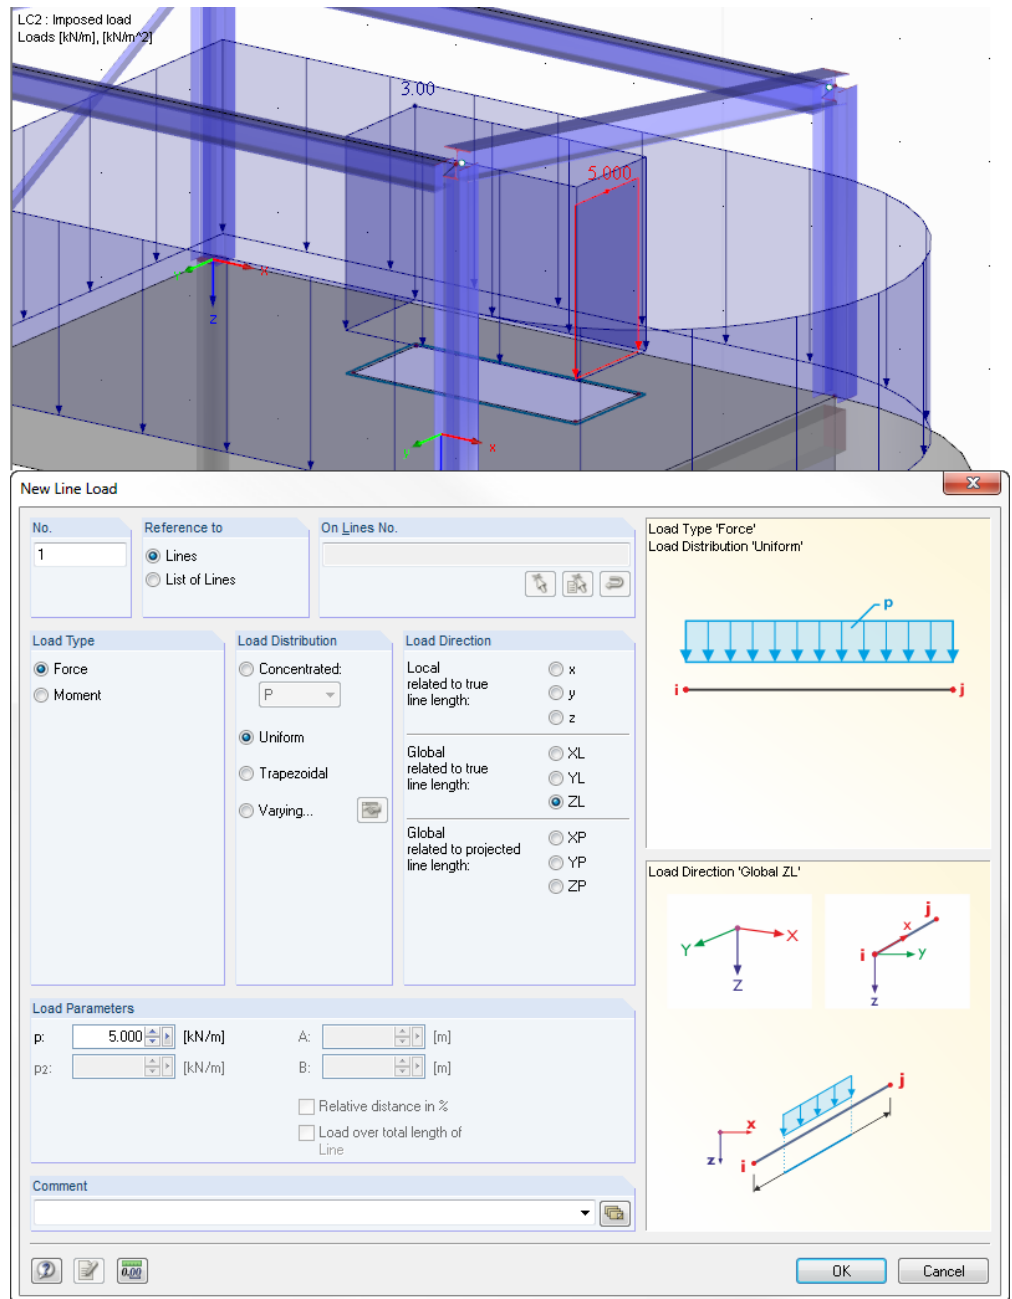 LC2 : Imposed load
Loads [kN/m], [kN/m^2]
3.00
5.000
x
z
y
x
New Line Load
No.
Reference to
On Lines No.
1
Lines
List of Lines
Load Type
Force
Moment
Load Distribution
Concentrated:
P
Uniform
Trapezoidal
Varying...
Load Direction
Local
related to true
line length:
x
y
z
Global
related to true
line length:
XL
YL
ZL
Global
related to projected
line length:
XP
YP
ZP
Load Type 'Force'
Load Distribution 'Uniform'
p
i
j
Load Direction 'Global ZL'
Y
X
Z
j
x
i
y
z
j
x
z
i
Load Parameters
p: 5.000 [kN/m] A: [m]
p2: [kN/m] B: [m]
Relative distance in %
Load over total length of
Line
Comment
0.00
OK
Cancel